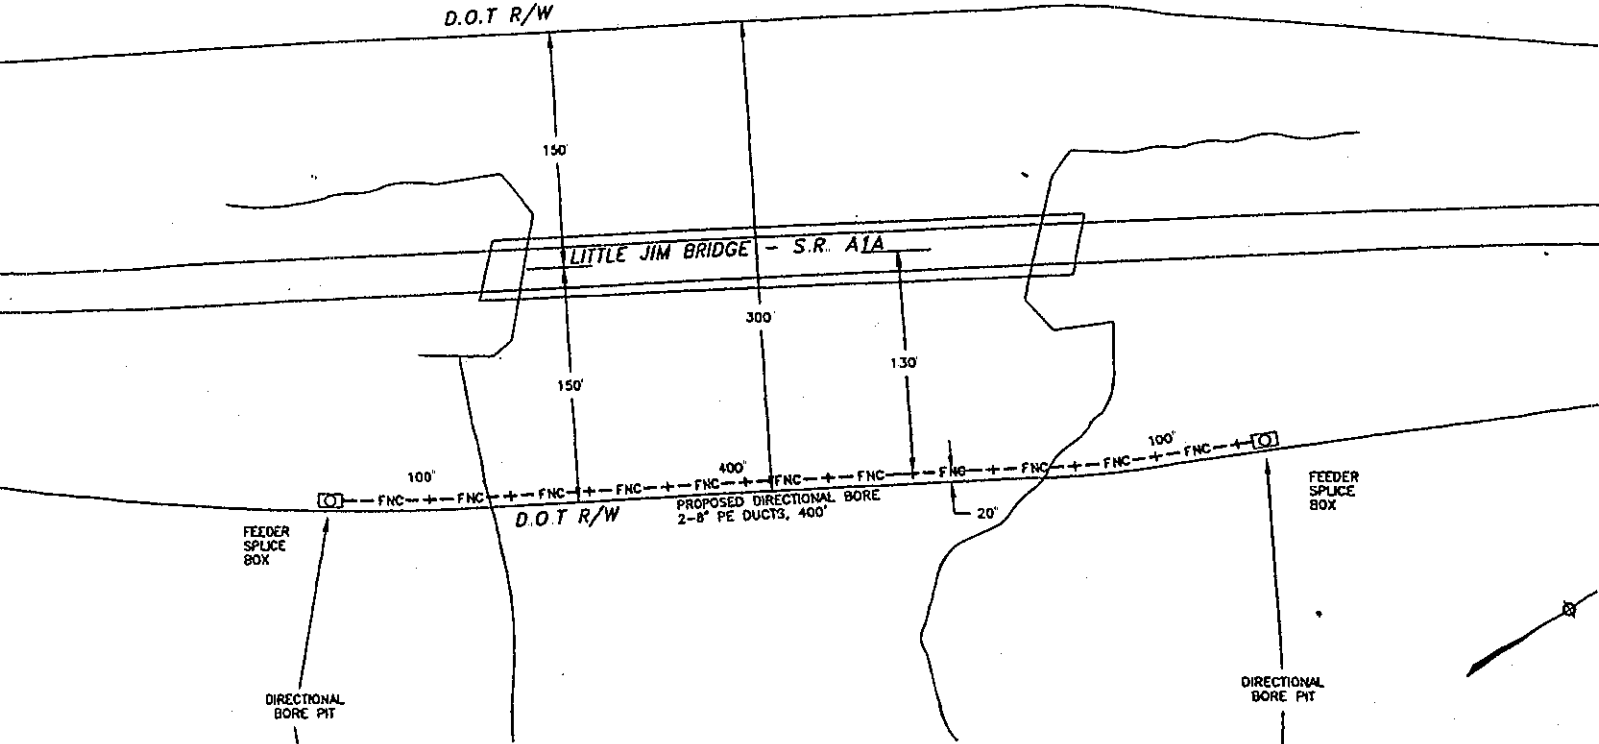 D.O.T R/W
150'
LITTLE JIM BRIDGE - S.R. A1A
300'
130'
150'
100'
400'
100'
FNC FNC FNC FNC FNC FNC FNC FNC FNC FNC FNC
PROPOSED DIRECTIONAL BORE
2-8" PE DUCTS, 400'
D.O.T R/W
20'
FEEDER
SPLICE
BOX
FEEDER
SPLICE
BOX
DIRECTIONAL
BORE PIT
DIRECTIONAL
BORE PIT